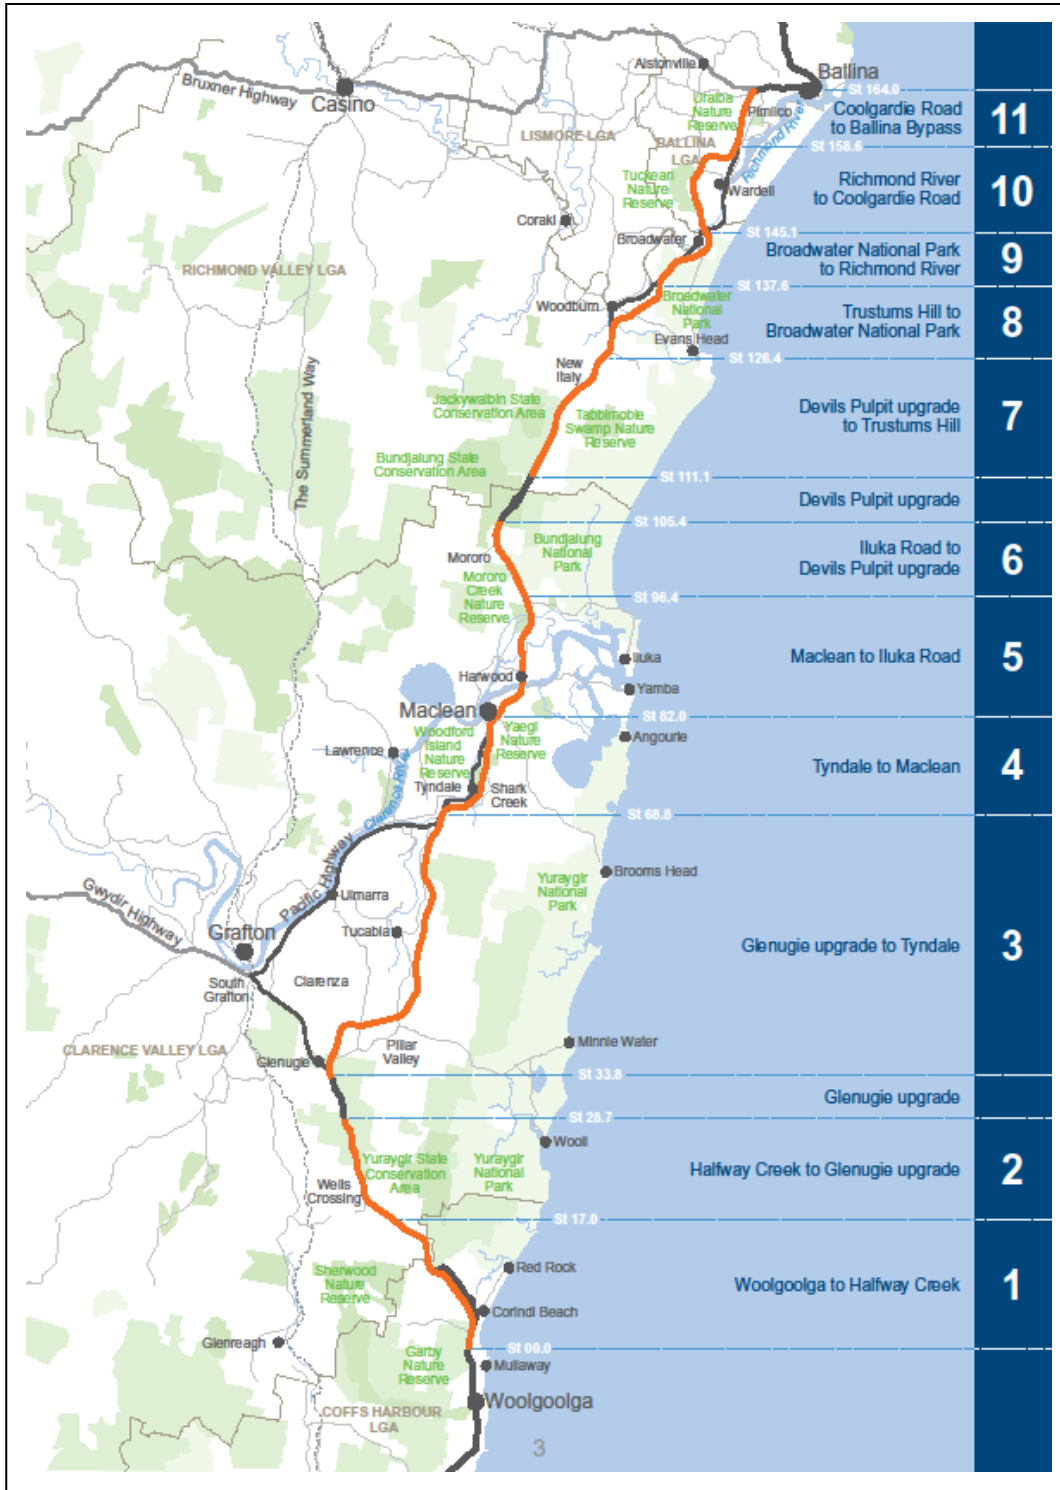 Alstonville
Ballina
Bruxner Highway
Casino
St 164.0
Uralba
Nature
Reserve
Pimlico
Coolgardie Road
to Ballina Bypass
11
LISMORE LGA
BALLINA
LGA
Richmond River
St 158.6
Tuckean
Nature
Reserve
Wardell
Richmond River
to Coolgardie Road
10
Coraki
Broadwater
St 145.1
Broadwater National Park
to Richmond River
9
RICHMOND VALLEY LGA
St 137.6
Woodburn
Broadwater
National
Park
Trustums Hill to
Broadwater National Park
8
Evans Head
St 126.4
New
Italy
The Summerland Way
Jackywalbin State
Conservation Area
Tabbimoble
Swamp Nature
Reserve
Devils Pulpit upgrade
to Trustums Hill
7
Bundjalung State
Conservation Area
St 111.1
Devils Pulpit upgrade
St 105.4
Bundjalung
National
Park
Mororo
Mororo
Creek
Nature
Reserve
Iluka Road to
Devils Pulpit upgrade
6
St 96.4
Iluka
Harwood
Maclean to Iluka Road
5
Yamba
Maclean
St 82.0
Woodford
Island
Nature
Reserve
Yaegl
Nature
Reserve
Angourie
Lawrence
Clarence River
Tyndale
Shark
Creek
Tyndale to Maclean
4
St 68.8
Pacific Highway
Brooms Head
Yuraygir
National
Park
Gwydir Highway
Ulmarra
Grafton
Tucabia
Glenugie upgrade to Tyndale
3
South
Grafton
Clarenza
CLARENCE VALLEY LGA
Glenugie
Pillar
Valley
Minnie Water
St 33.8
Glenugie upgrade
St 28.7
Wooli
Yuraygir State
Conservation
Area
Yuraygir
National
Park
Halfway Creek to Glenugie upgrade
2
Wells
Crossing
St 17.0
Sherwood
Nature
Reserve
Red Rock
Woolgoolga to Halfway Creek
1
Corindi Beach
Glenreagh
St 00.0
Garby
Nature
Reserve
Mullaway
Woolgoolga
COFFS HARBOUR
LGA
3